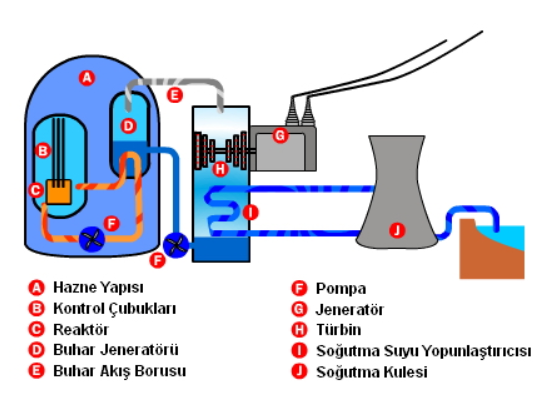 A
B
C
D
E
F
F
G
H
I
J
A Hazne Yapısı
B Kontrol Çubukları
C Reaktör
D Buhar Jeneratörü
E Buhar Akış Borusu
F Pompa
G Jeneratör
H Türbin
I Soğutma Suyu Yopunlaştırıcısı
J Soğutma Kulesi